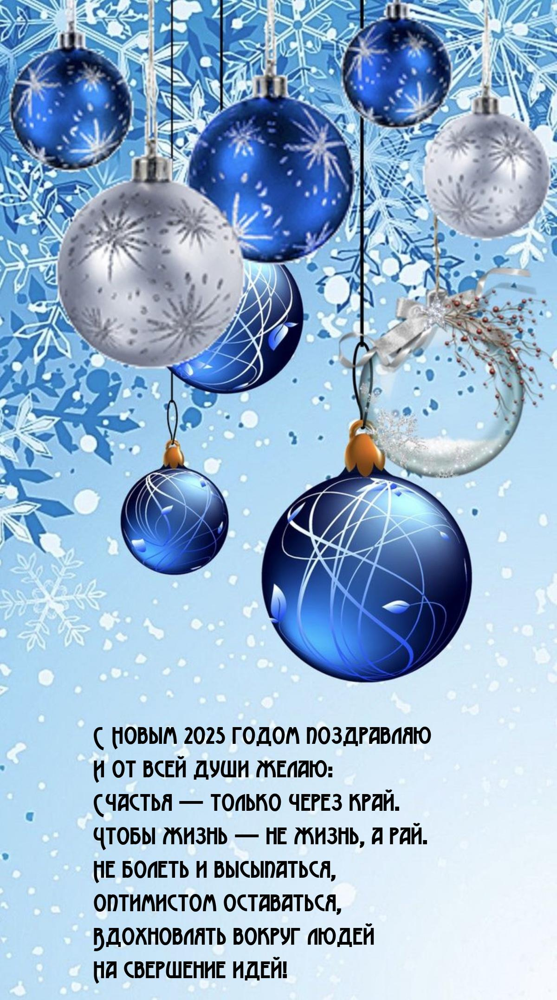 С Новым 2025 годом поздравляю
И от всей души желаю:
Счастья — только через край.
Чтобы жизнь — не жизнь, а рай.
Не болеть и высыпаться,
Оптимистом оставаться,
Вдохновлять вокруг людей
На свершение идей!